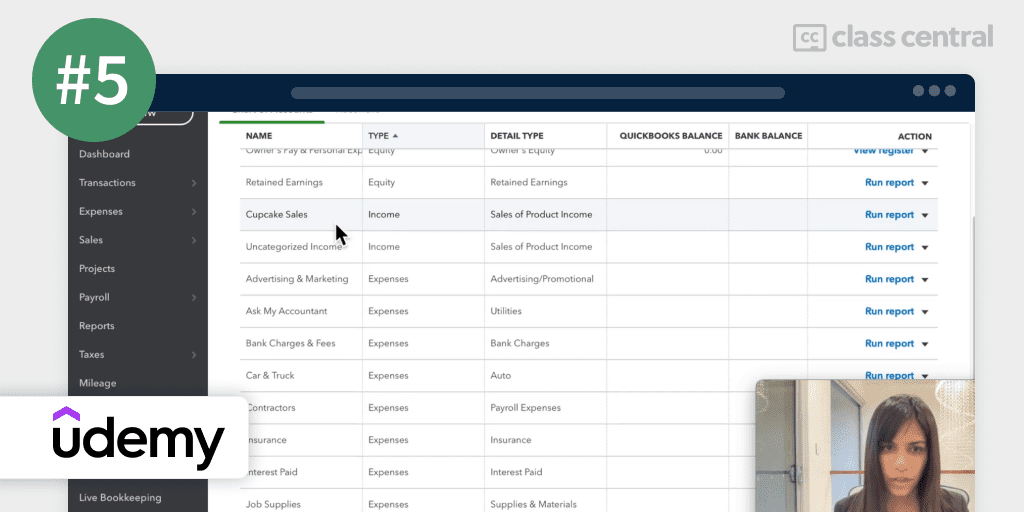 #5
class central
Dashboard
Transactions
Expenses
Sales
Projects
Payroll
Reports
Taxes
Mileage
Live Bookkeeping
udemy
NAME TYPE DETAIL TYPE QUICKBOOKS BALANCE BANK BALANCE ACTION
Owner's Pay & Personal Exp Equity Owner's Equity 0.00 View register
Retained Earnings Equity Retained Earnings Run report
Cupcake Sales Income Sales of Product Income Run report
Uncategorized Income Income Sales of Product Income Run report
Advertising & Marketing Expenses Advertising/Promotional Run report
Ask My Accountant Expenses Utilities Run report
Bank Charges & Fees Expenses Bank Charges Run report
Car & Truck Expenses Auto Run report
Contractors Expenses Payroll Expenses
Insurance Expenses Insurance
Interest Paid Expenses Interest Paid
Job Supplies Expenses Supplies & Materials